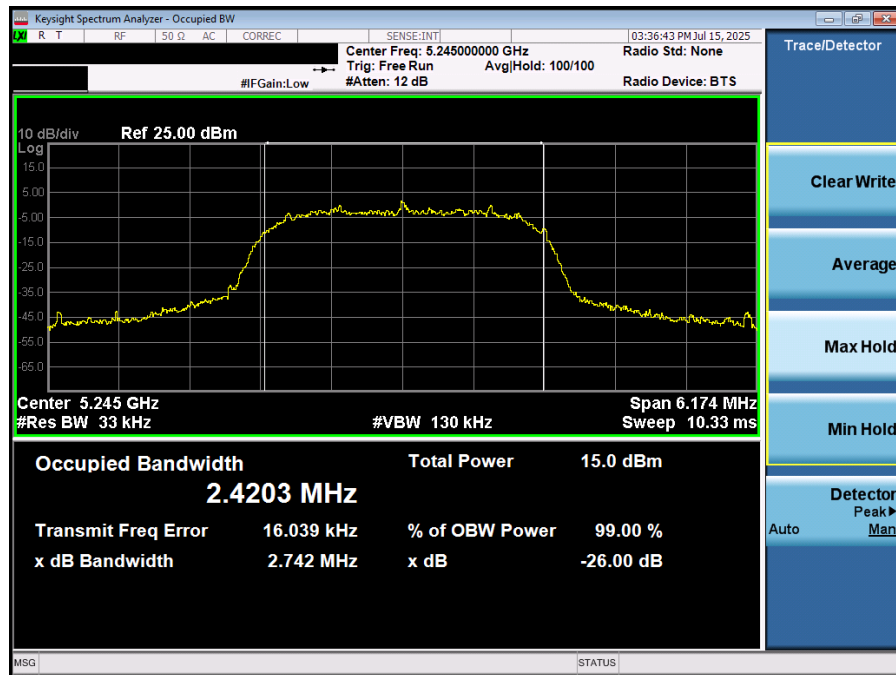 Keysight Spectrum Analyzer - Occupied BW
LXI R T RF 50 Ω AC CORREC SENSE:INT 03:36:43 PM Jul 15, 2025
Center Freq: 5.245000000 GHz Radio Std: None
Trig: Free Run Avg|Hold: 100/100
#IFGain:Low #Atten: 12 dB Radio Device: BTS
10 dB/div Ref 25.00 dBm
Log
15.0
5.00
-5.00
-15.0
-25.0
-35.0
-45.0
-55.0
-65.0
Center 5.245 GHz Span 6.174 MHz
#Res BW 33 kHz #VBW 130 kHz Sweep 10.33 ms
Occupied Bandwidth Total Power 15.0 dBm
2.4203 MHz
Transmit Freq Error 16.039 kHz % of OBW Power 99.00 %
x dB Bandwidth 2.742 MHz x dB -26.00 dB
MSG STATUS
Trace/Detector
Clear Write
Average
Max Hold
Min Hold
Detector
Peak▶
Auto Man